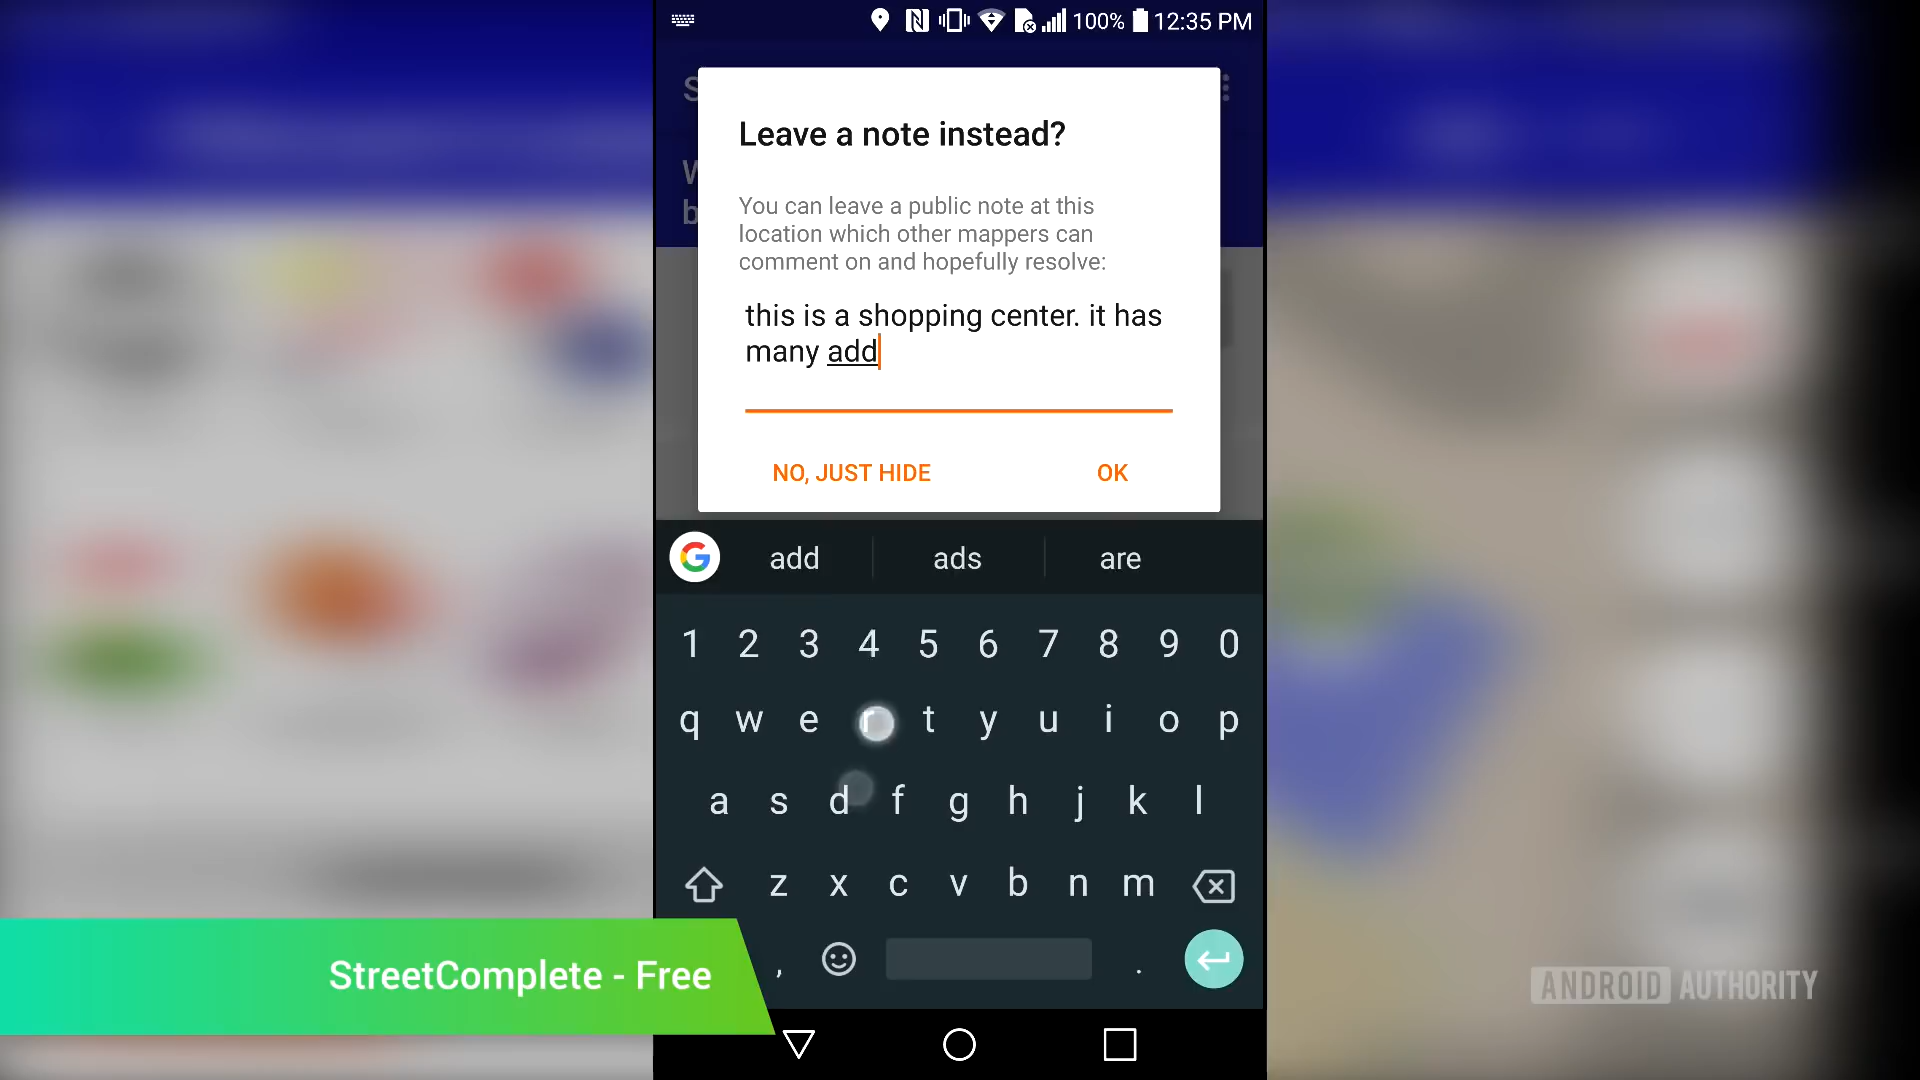 100% 12:35 PM
S
W
b
Leave a note instead?
You can leave a public note at this
location which other mappers can
comment on and hopefully resolve:
this is a shopping center. it has
many add
NO, JUST HIDE OK
G add ads are
1 2 3 4 5 6 7 8 9 0
q w e r t y u i o p
a s d f g h j k l
z x c v b n m
, .
StreetComplete - Free
ANDROID AUTHORITY